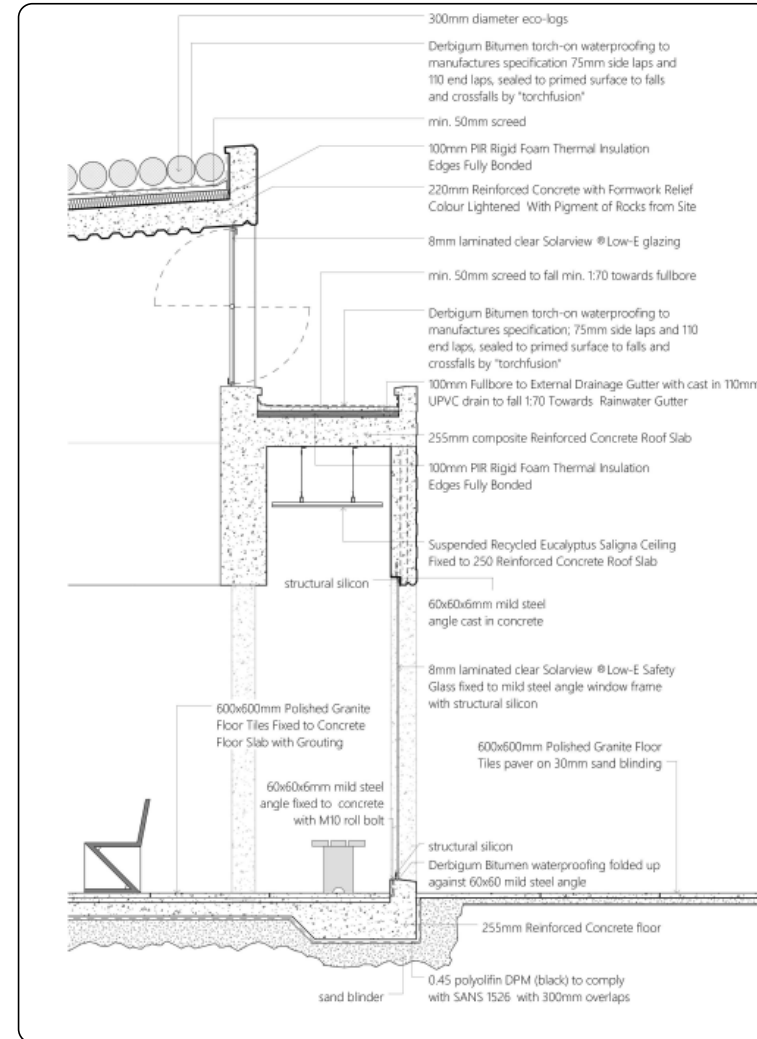 300mm diameter eco-logs
Derbigum Bitumen torch-on waterproofing to
manufactures specification 75mm side laps and
110 end laps, sealed to primed surface to falls
and crossfalls by "torchfusion"
min. 50mm screed
100mm PIR Rigid Foam Thermal Insulation
Edges Fully Bonded
220mm Reinforced Concrete with Formwork Relief
Colour Lightened With Pigment of Rocks from Site
8mm laminated clear Solarview ®Low-E glazing
min. 50mm screed to fall min. 1:70 towards fullbore
Derbigum Bitumen torch-on waterproofing to
manufactures specification; 75mm side laps and 110
end laps, sealed to primed surface to falls and
crossfalls by "torchfusion"
100mm Fullbore to External Drainage Gutter with cast in 110mm
UPVC drain to fall 1:70 Towards Rainwater Gutter
255mm composite Reinforced Concrete Roof Slab
100mm PIR Rigid Foam Thermal Insulation
Edges Fully Bonded
Suspended Recycled Eucalyptus Saligna Ceiling
Fixed to 250 Reinforced Concrete Roof Slab
structural silicon
60x60x6mm mild steel
angle cast in concrete
8mm laminated clear Solarview ®Low-E Safety
Glass fixed to mild steel angle window frame
with structural silicon
600x600mm Polished Granite
Floor Tiles Fixed to Concrete
Floor Slab with Grouting
600x600mm Polished Granite Floor
Tiles paver on 30mm sand blinding
60x60x6mm mild steel
angle fixed to concrete
with M10 roll bolt
structural silicon
Derbigum Bitumen waterproofing folded up
against 60x60 mild steel angle
255mm Reinforced Concrete floor
0.45 polyolifin DPM (black) to comply
with SANS 1526 with 300mm overlaps
sand blinder